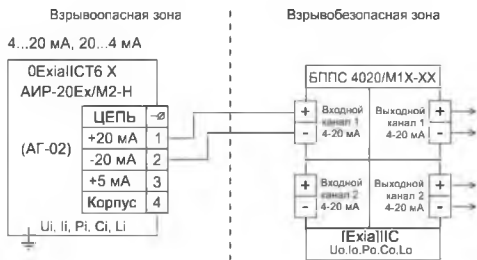 Взрывоопасная зона
Взрывобезопасная зона
4...20 мА, 20...4 мА
0ExiaIICT6 X
АИР-20Ex/M2-Н
(АГ-02)
ЦЕПЬ
+20 мА 1
-20 мА 2
+5 мА 3
Корпус 4
Ui, Ii, Pi, Ci, Li
БППС 4020/М1Х-ХХ
+ Входной Выходной +
канал 1 канал 1
- 4-20 мА 4-20 мА -
+ Входной Выходной +
канал 2 канал 2
- 4-20 мА 4-20 мА -
[Exia]IIC
Uo.Io.Po.Co.Lo